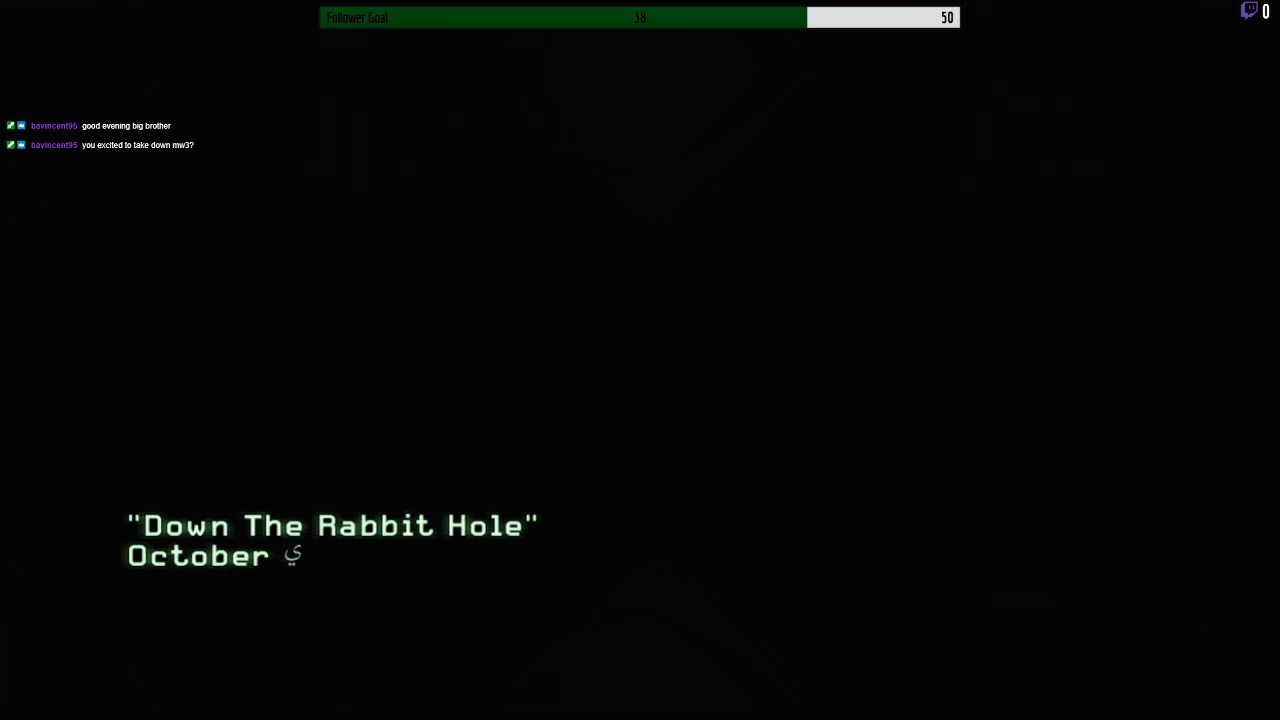 Follower Goal 38 50
0
bavincent95 good evening big brother
bavincent95 you excited to take down mw3?
"Down The Rabbit Hole"
October ي